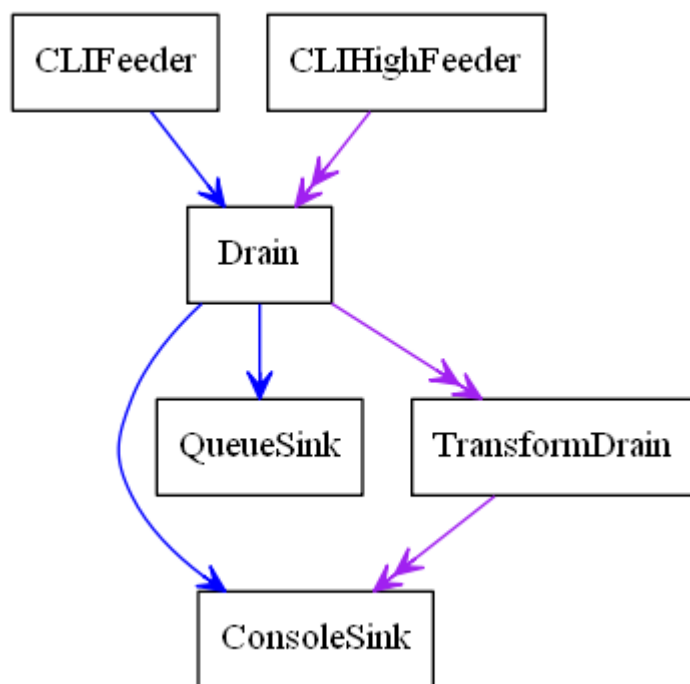 CLIFeeder
CLIHighFeeder
Drain
QueueSink
TransformDrain
ConsoleSink